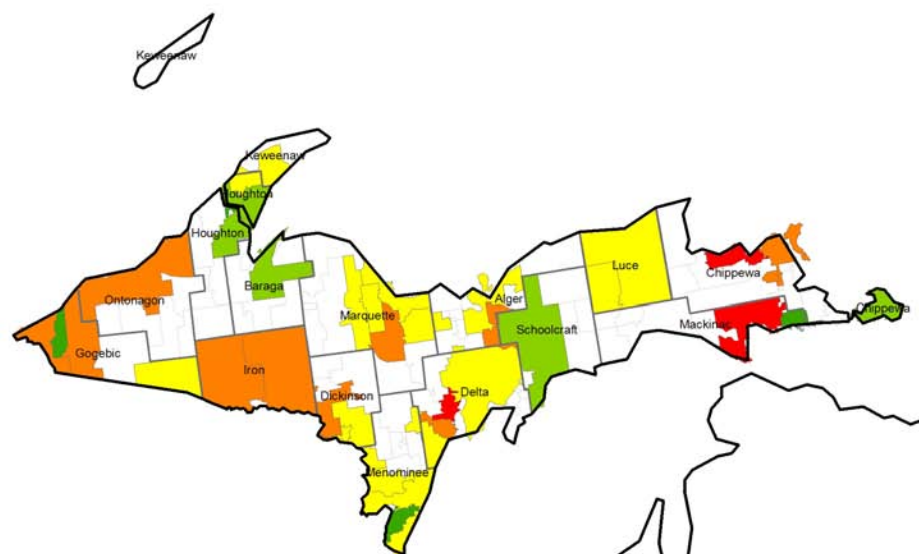 Keweenaw
Keweenaw
Houghton
Houghton
Baraga
Ontonagon
Gogebic
Iron
Marquette
Dickinson
Menominee
Delta
Alger
Schoolcraft
Luce
Chippewa
Mackinac
Chippewa